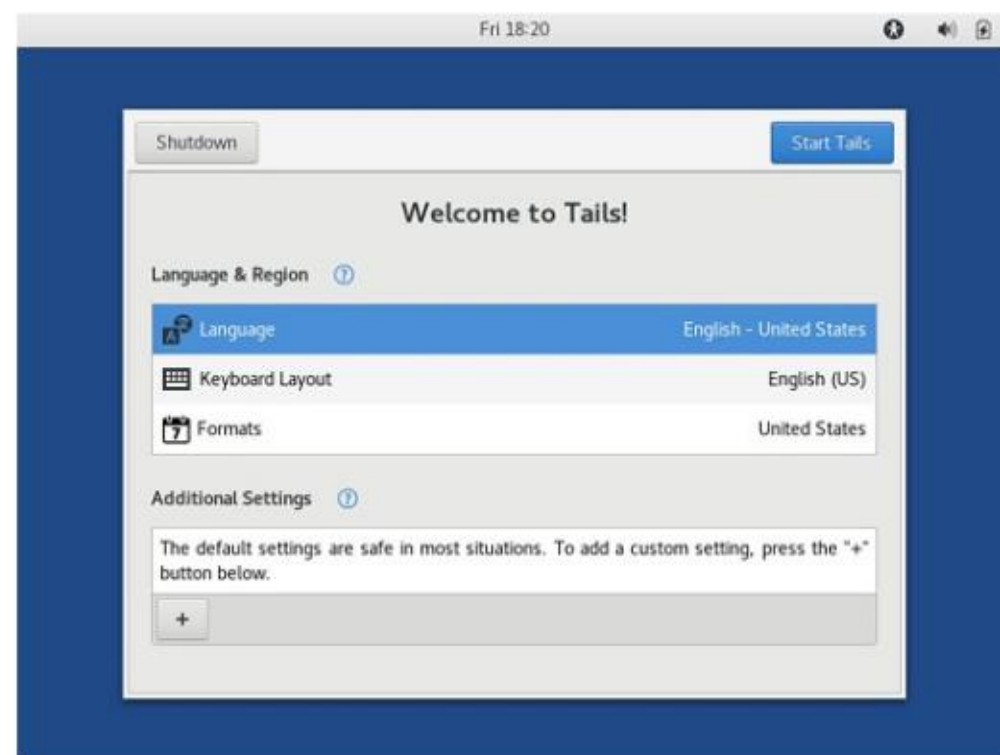 Fri 18:20
Shutdown
Start Tails
Welcome to Tails!
Language & Region ?
Language English - United States
Keyboard Layout English (US)
7 Formats United States
Additional Settings ?
The default settings are safe in most situations. To add a custom setting, press the "+"
button below.
+